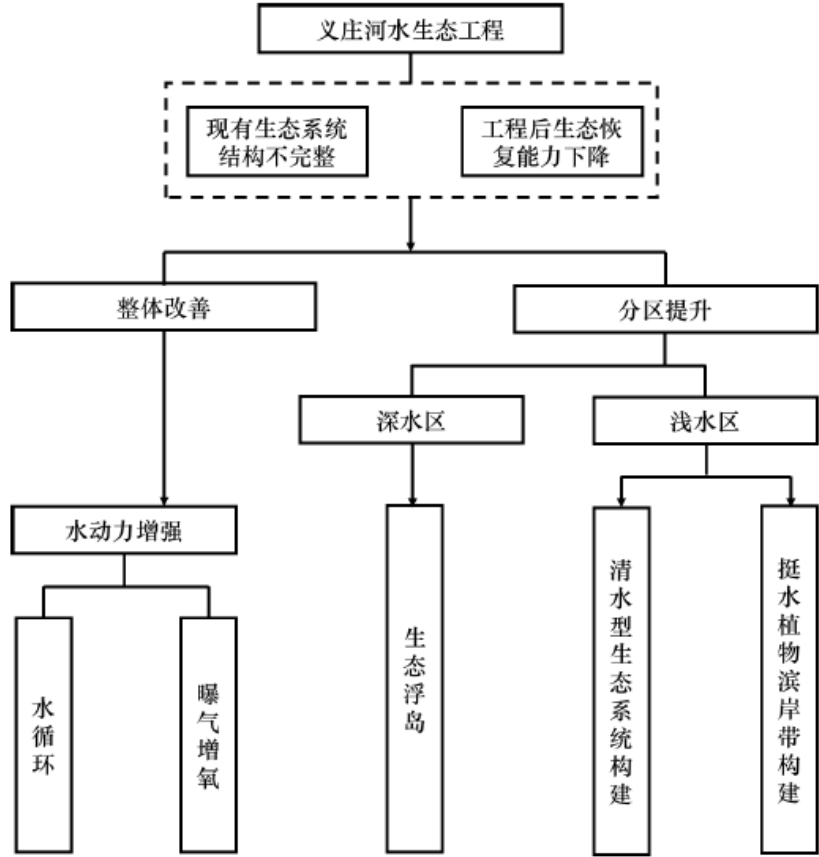 义庄河水生态工程
现有生态系统
结构不完整
工程后生态恢
复能力下降
整体改善
分区提升
深水区
浅水区
水动力增强
水循环
曝气增氧
生态浮岛
清水型生态系统构建
挺水植物滨岸带构建